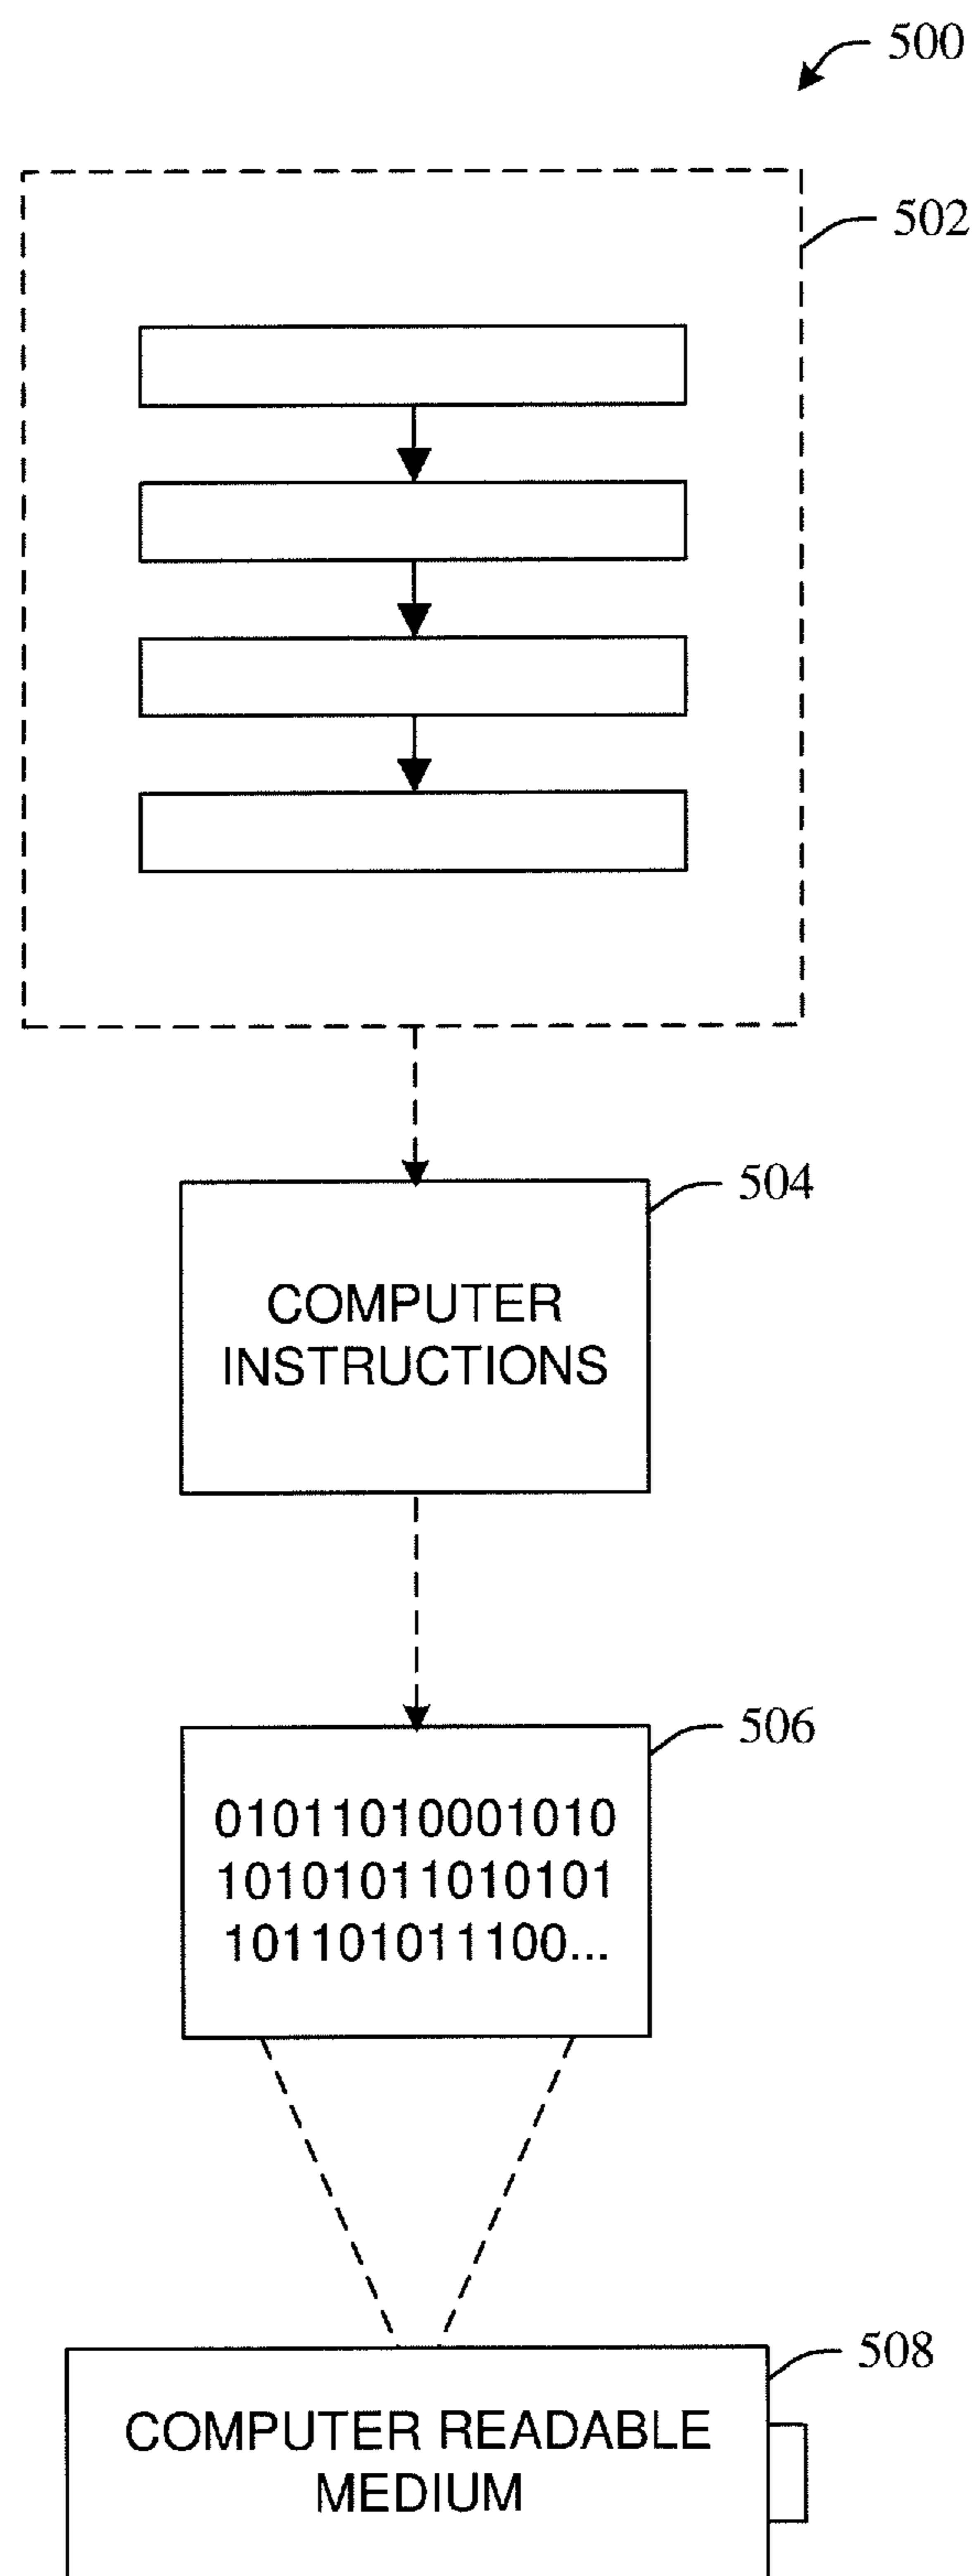 500
502
504
COMPUTER
INSTRUCTIONS
506
01011010001010
10101011010101
101101011100...
508
COMPUTER READABLE
MEDIUM